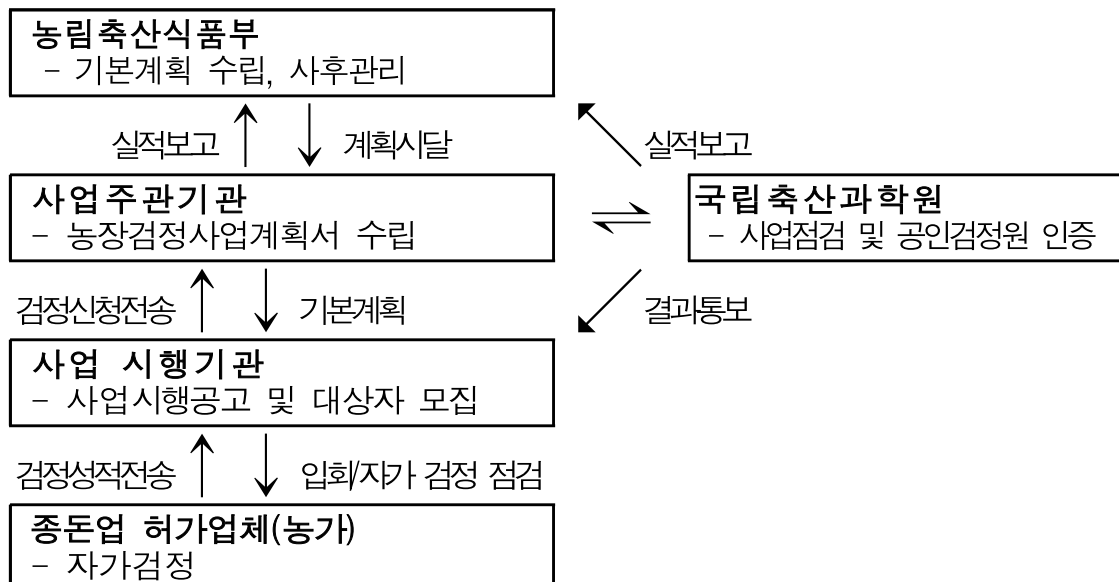 농림축산식품부
- 기본계획 수립, 사후관리
실적보고
계획시달
실적보고
사업주관기관
- 농장검정사업계획서 수립
국립축산과학원
- 사업점검 및 공인검정원 인증
검정신청전송
기본계획
결과통보
사업 시행기관
- 사업시행공고 및 대상자 모집
검정성적전송
입회/자가 검정 점검
종돈업 허가업체(농가)
- 자가검정